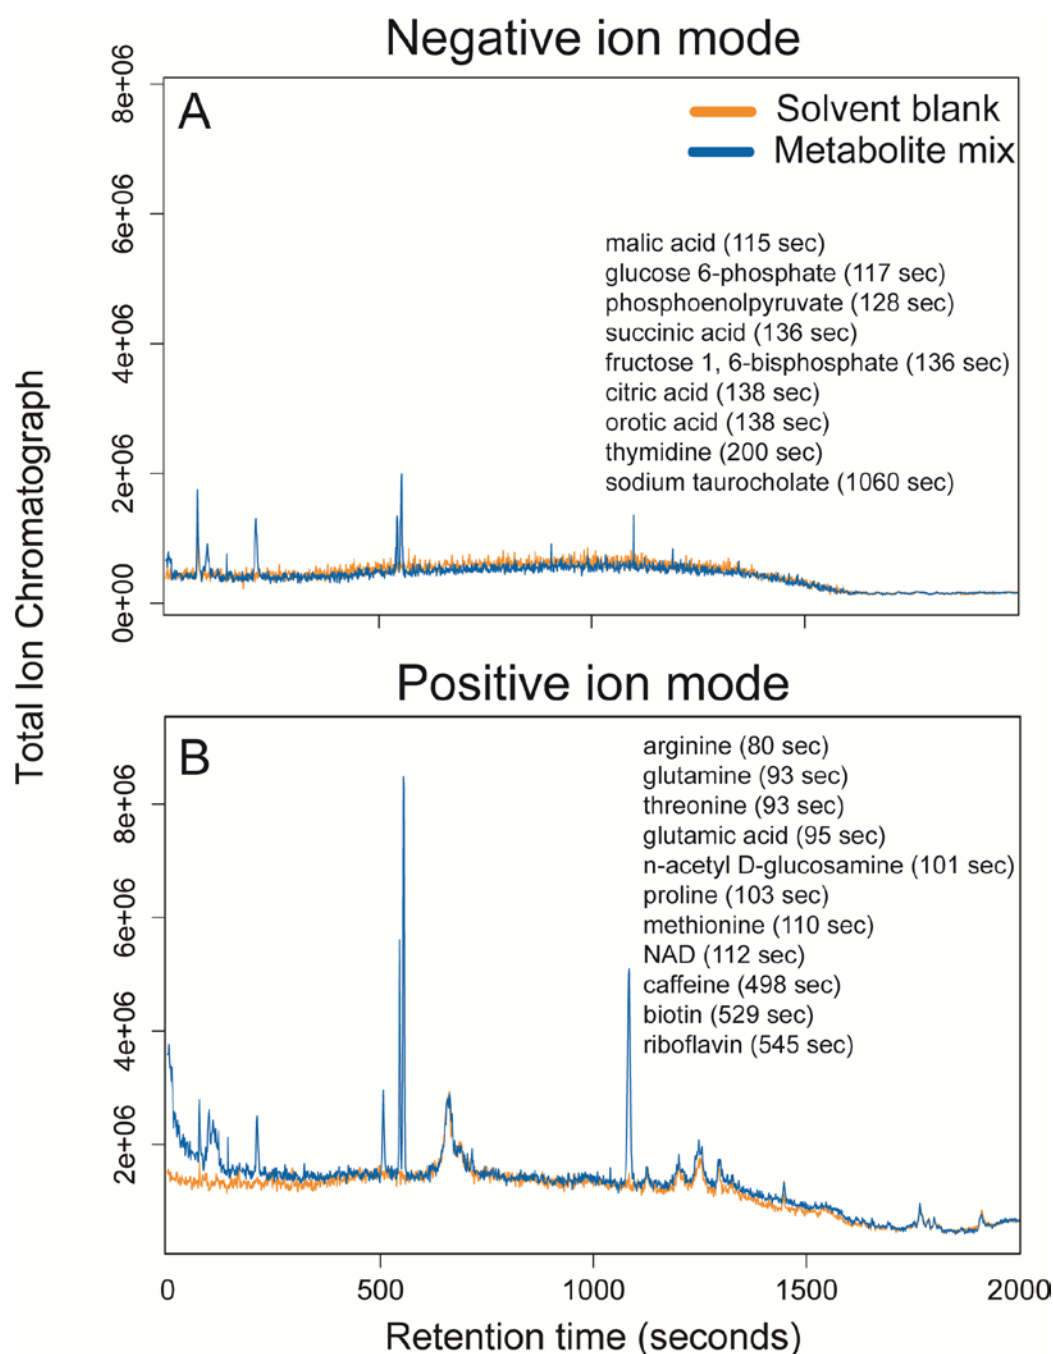 Negative ion mode
A
Solvent blank
Metabolite mix
8e+06
6e+06
4e+06
2e+06
0e+00
malic acid (115 sec)
glucose 6-phosphate (117 sec)
phosphoenolpyruvate (128 sec)
succinic acid (136 sec)
fructose 1, 6-bisphosphate (136 sec)
citric acid (138 sec)
orotic acid (138 sec)
thymidine (200 sec)
sodium taurocholate (1060 sec)
Total Ion Chromatograph
Positive ion mode
B
8e+06
6e+06
4e+06
2e+06
arginine (80 sec)
glutamine (93 sec)
threonine (93 sec)
glutamic acid (95 sec)
n-acetyl D-glucosamine (101 sec)
proline (103 sec)
methionine (110 sec)
NAD (112 sec)
caffeine (498 sec)
biotin (529 sec)
riboflavin (545 sec)
0 500 1000 1500 2000
Retention time (seconds)